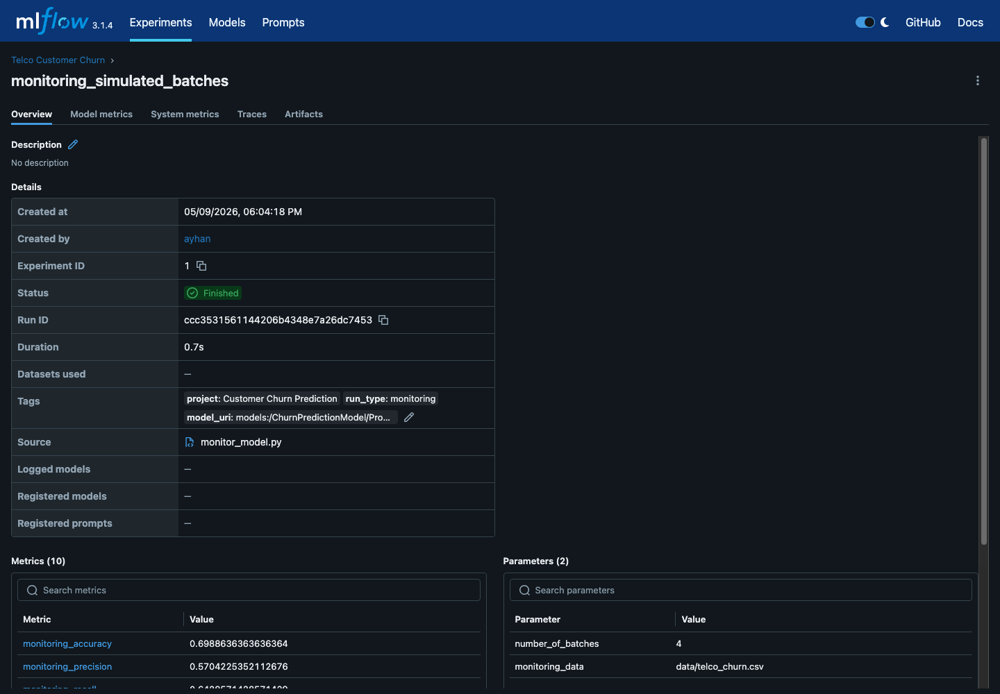 mlflow 3.1.4 Experiments Models Prompts GitHub Docs
Telco Customer Churn ›
monitoring_simulated_batches
Overview Model metrics System metrics Traces Artifacts
Description
No description
Details
Created at 05/09/2026, 06:04:18 PM
Created by ayhan
Experiment ID 1
Status Finished
Run ID ccc3531561144206b4348e7a26dc7453
Duration 0.7s
Datasets used —
Tags project: Customer Churn Prediction run_type: monitoring
model_uri: models:/ChurnPredictionModel/Pro...
Source monitor_model.py
Logged models —
Registered models —
Registered prompts —
Metrics (10)
Search metrics
Metric Value
monitoring_accuracy 0.6988636363636364
monitoring_precision 0.5704225352112676
Parameters (2)
Search parameters
Parameter Value
number_of_batches 4
monitoring_data data/telco_churn.csv